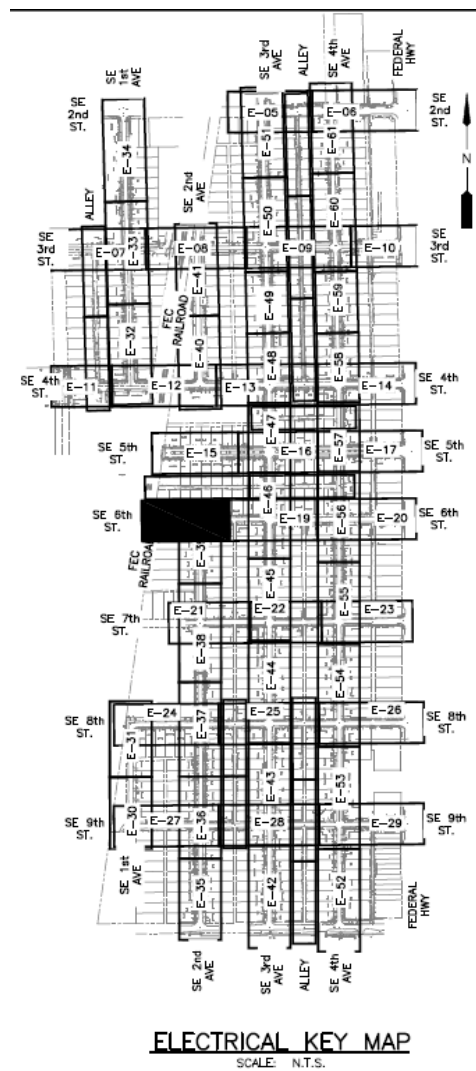 SE 1st AVE
SE 3rd AVE
ALLEY
SE 4th AVE
FEDERAL HWY
SE 2nd ST.
E-05
E-06
SE 2nd ST.
E-51
E-61
E-34
N
ALLEY
SE 2nd AVE
E-50
E-60
SE 3rd ST.
E-07
E-33
E-08
E-09
E-10
SE 3rd ST.
E-41
FEC RAILROAD
E-49
E-59
E-32
E-40
E-48
E-58
SE 4th ST.
E-11
E-12
E-13
E-14
SE 4th ST.
E-47
SE 5th ST.
E-15
E-16
E-57
E-17
SE 5th ST.
E-46
SE 6th ST.
E-19
E-56
E-20
SE 6th ST.
FEC RAILROAD
E-45
E-55
SE 7th ST.
E-21
E-22
E-23
SE 7th ST.
E-38
E-44
E-54
SE 8th ST.
E-24
E-37
E-25
E-26
SE 8th ST.
E-31
E-43
E-53
SE 9th ST.
E-30
E-27
E-36
E-28
E-29
SE 9th ST.
SE 1st AVE
E-35
E-42
E-52
FEDERAL HWY
SE 2nd AVE
SE 3rd AVE
ALLEY
SE 4th AVE
ELECTRICAL KEY MAP
SCALE: N.T.S.